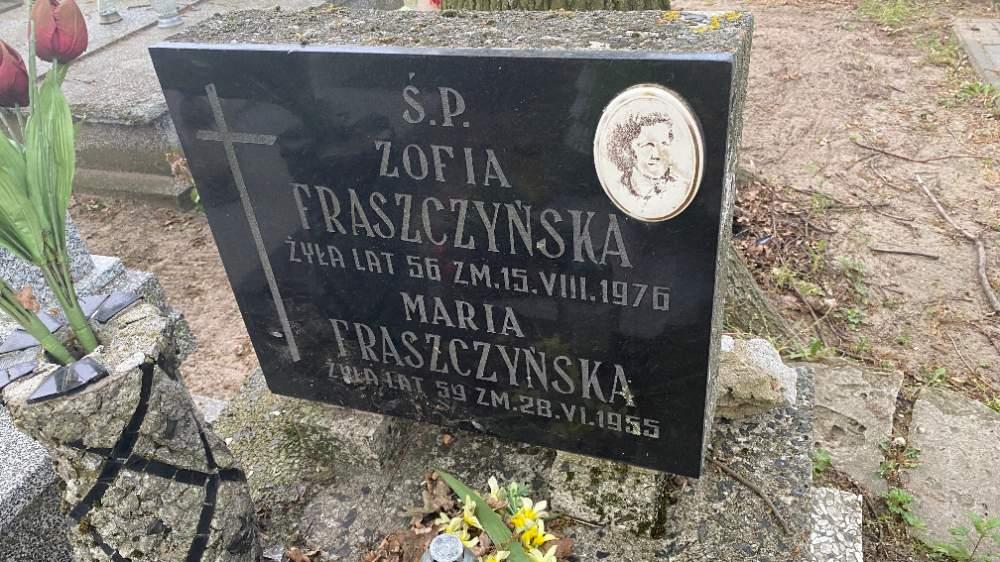 Ś.P.
ZOFIA
FRASZCZYŃSKA
ŻYŁA LAT 56 ZM.15.VIII.1976
MARIA
FRASZCZYŃSKA
ŻYŁA LAT 59 ZM.28.VI.1955